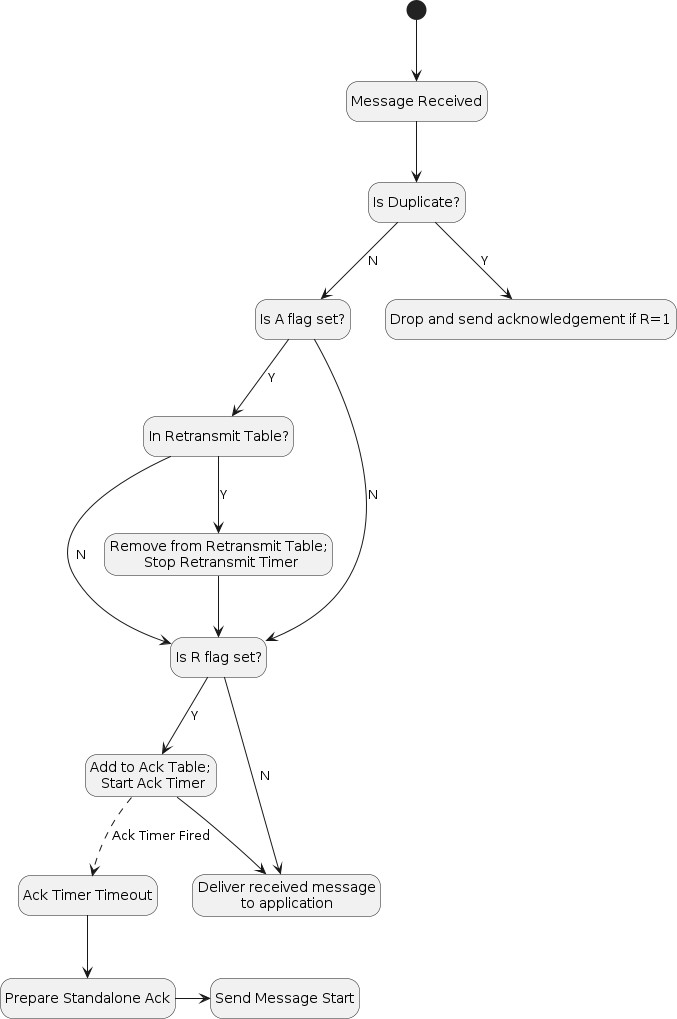 Message Received
Is Duplicate?
N
Y
Is A flag set?
Drop and send acknowledgement if R=1
Y
In Retransmit Table?
N
Y
N
Remove from Retransmit Table;
Stop Retransmit Timer
Is R flag set?
Y
N
Add to Ack Table;
Start Ack Timer
Ack Timer Fired
Ack Timer Timeout
Deliver received message
to application
Prepare Standalone Ack
Send Message Start